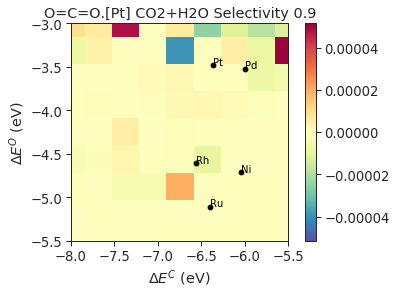 O=C=O.[Pt] CO2+H2O Selectivity 0.9
−3.0
−3.5
−4.0
−4.5
−5.0
−5.5
ΔE^O (eV)
Pt
Pd
Rh
Ni
Ru
−8.0 −7.5 −7.0 −6.5 −6.0 −5.5
ΔE^C (eV)
0.00004
0.00002
0.00000
−0.00002
−0.00004